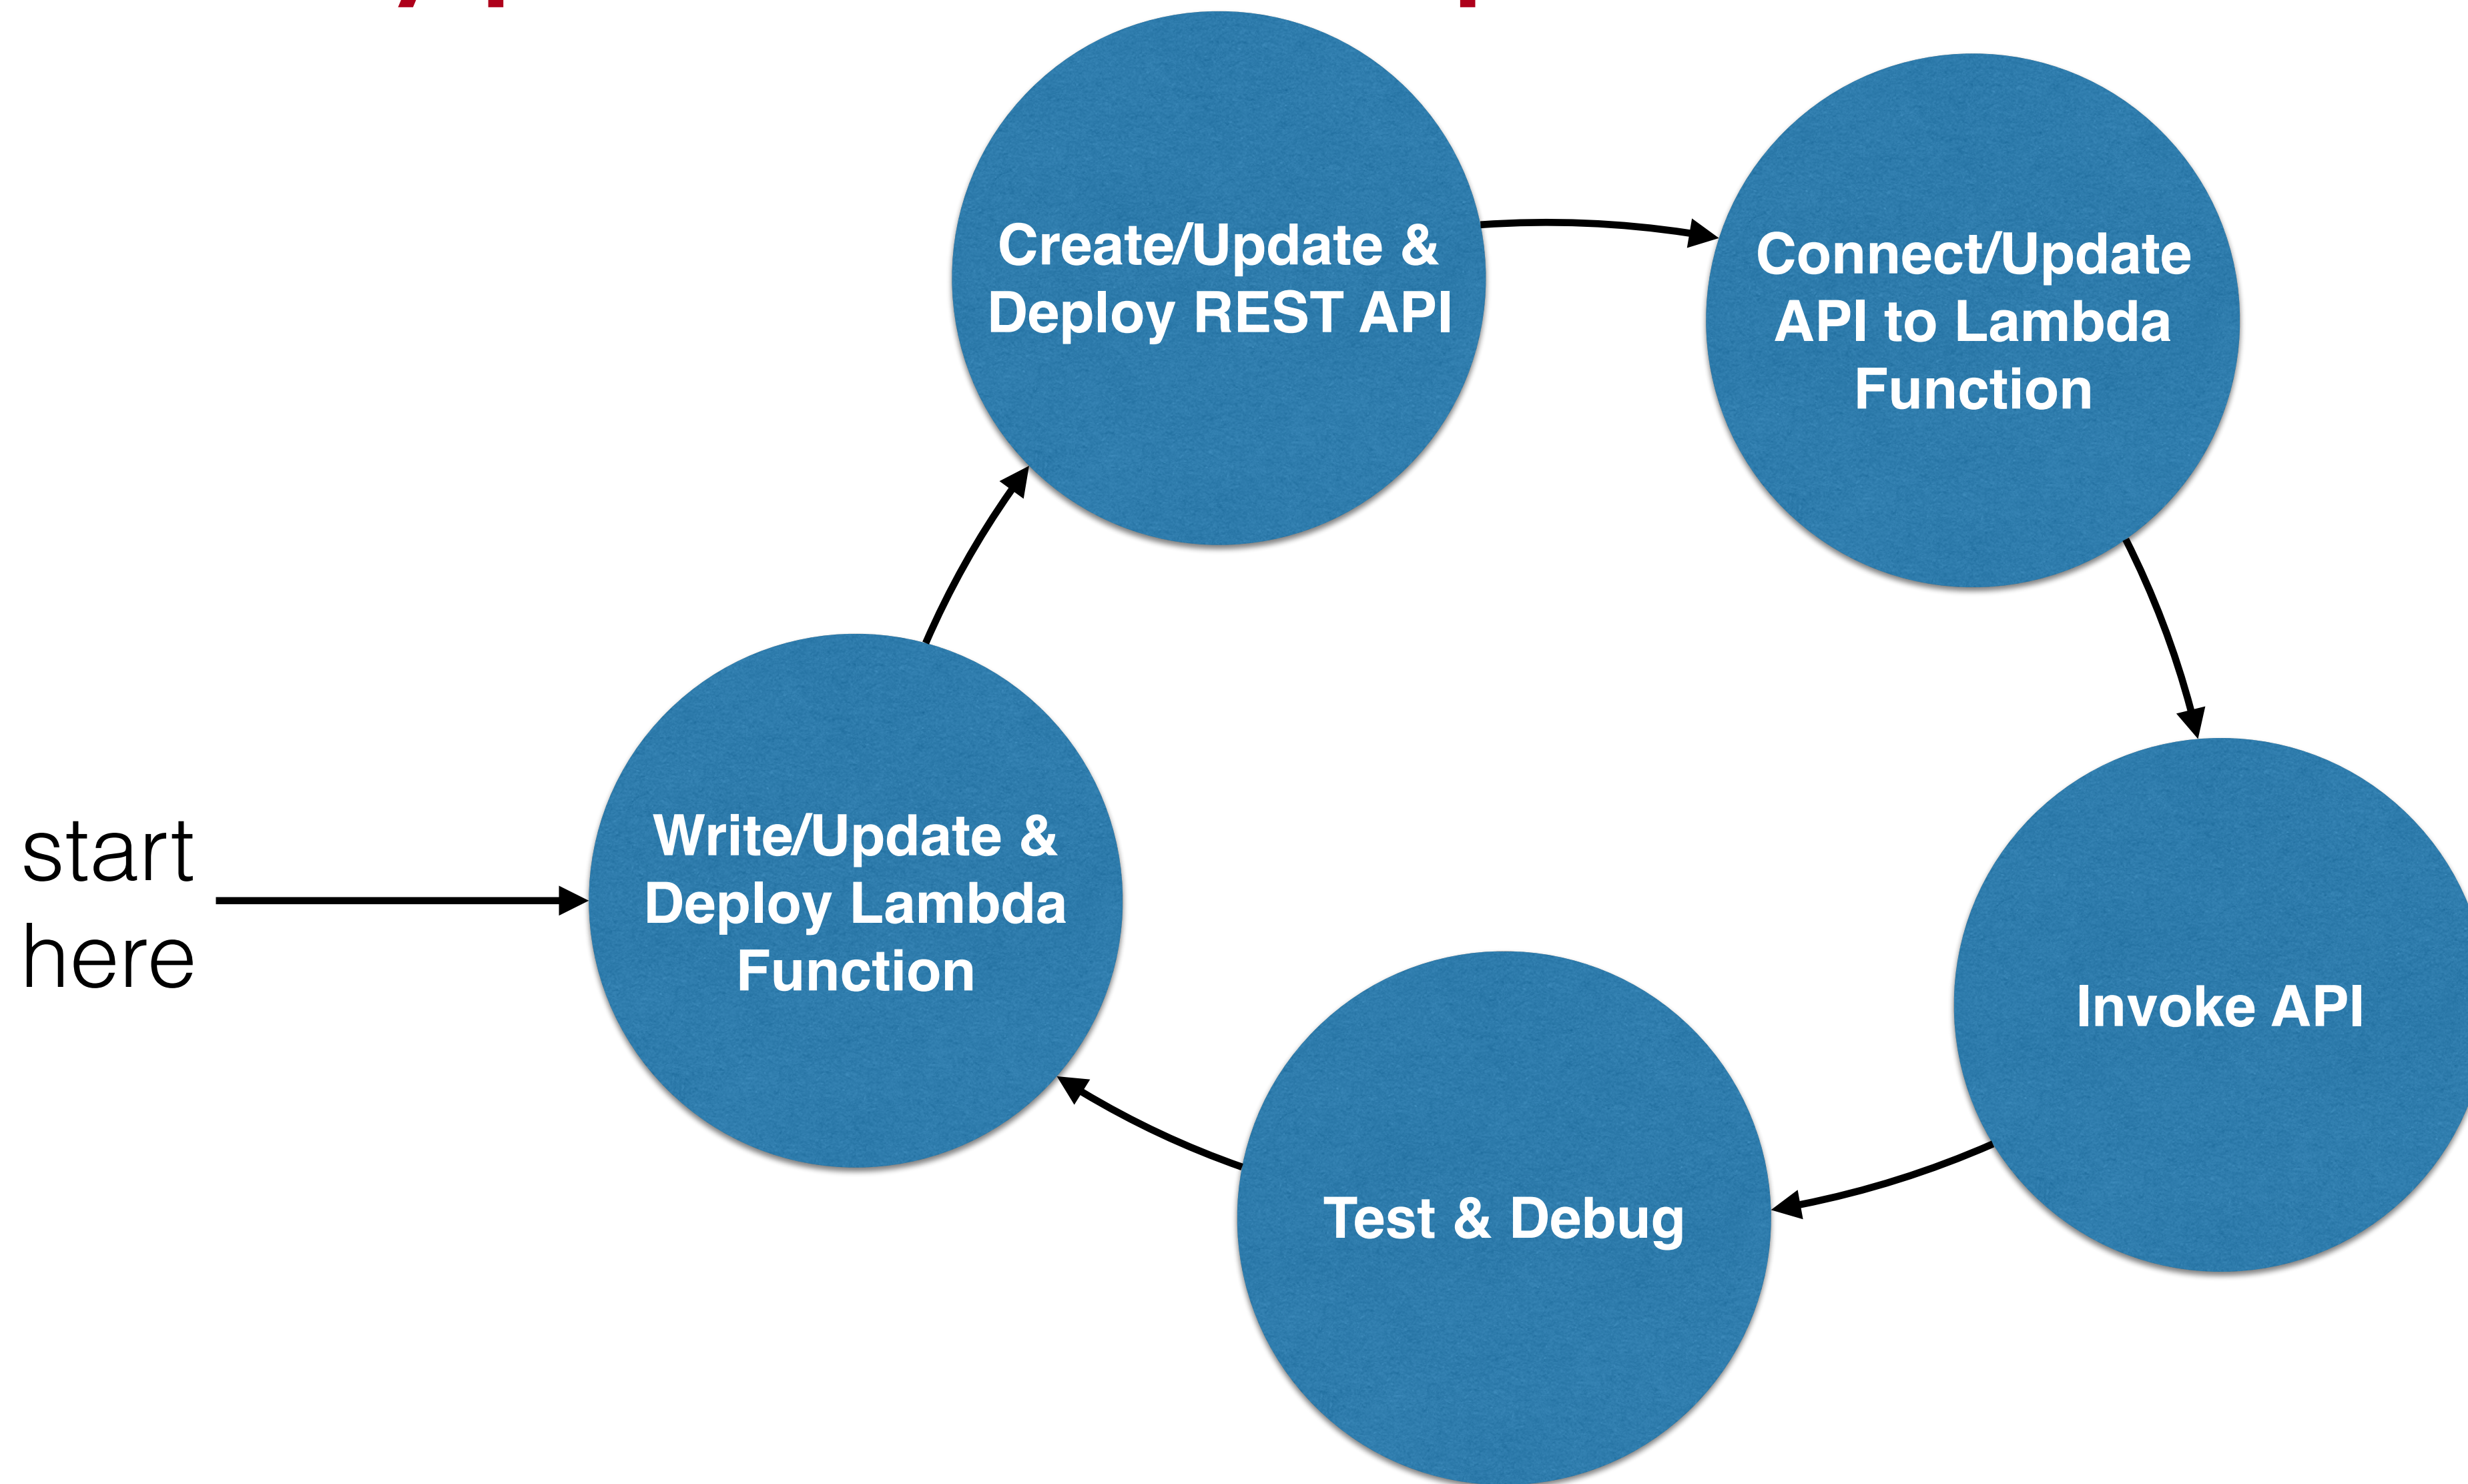 start
here
Write/Update &
Deploy Lambda
Function
Create/Update &
Deploy REST API
Connect/Update
API to Lambda
Function
Invoke API
Test & Debug